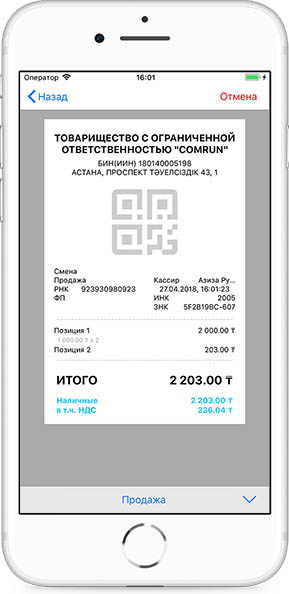 Оператор 16:01
Назад Отмена
ТОВАРИЩЕСТВО С ОГРАНИЧЕННОЙ
ОТВЕТСТВЕННОСТЬЮ "COMRUN"
БИН(ИИН) 180140005198
АСТАНА, ПРОСПЕКТ ТӘУЕЛСІЗДІК 43, 1
Смена
Продажа Кассир Азиза Ру...
РНК 923930980923 27.04.2018, 16:01:23
ФП ИНК 2005
ЗНК 5F2B19BC-607
Позиция 1 2 000.00 ₸
1 000.00 ₸ x 2
Позиция 2 203.00 ₸
ИТОГО 2 203.00 ₸
Наличные 2 203.00 ₸
в т.ч. НДС 236.04 ₸
Продажа